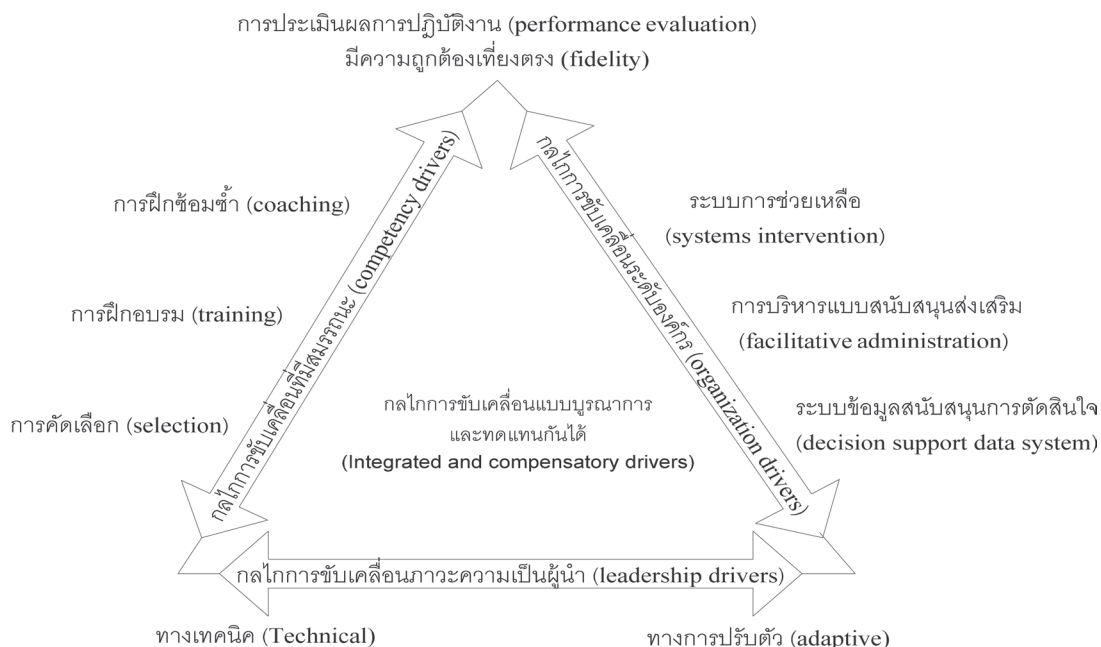 การประเมินผลการปฏิบัติงาน (performance evaluation)
มีความถูกต้องเที่ยงตรง (fidelity)
กลไกการขับเคลื่อนที่มีสมรรถนะ (competency drivers)
กลไกการขับเคลื่อนระดับองค์กร (organization drivers)
การฝึกซ้อมซ้ำ (coaching)
ระบบการช่วยเหลือ
(systems intervention)
การฝึกอบรม (training)
การบริหารแบบสนับสนุนส่งเสริม
(facilitative administration)
การคัดเลือก (selection)
กลไกการขับเคลื่อนแบบบูรณาการ
และทดแทนกันได้
(Integrated and compensatory drivers)
ระบบข้อมูลสนับสนุนการตัดสินใจ
(decision support data system)
กลไกการขับเคลื่อนภาวะความเป็นผู้นำ (leadership drivers)
ทางเทคนิค (Technical)
ทางการปรับตัว (adaptive)